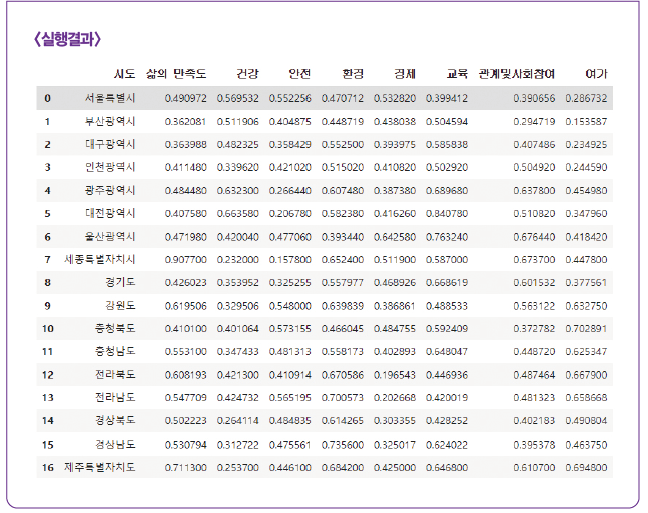 <실행결과>
시도 삶의 만족도 건강 안전 환경 경제 교육 관계및사회참여 여가
0 서울특별시 0.490972 0.569532 0.552256 0.470712 0.532820 0.399412 0.390656 0.286732
1 부산광역시 0.362081 0.511906 0.404875 0.448719 0.438038 0.504594 0.294719 0.153587
2 대구광역시 0.363988 0.482325 0.358429 0.552500 0.393975 0.585838 0.407486 0.234925
3 인천광역시 0.411480 0.339620 0.421020 0.515020 0.410820 0.502920 0.504920 0.244590
4 광주광역시 0.484480 0.632300 0.266440 0.607480 0.387380 0.689680 0.637800 0.454980
5 대전광역시 0.407580 0.663580 0.206780 0.582380 0.416260 0.840780 0.510820 0.347960
6 울산광역시 0.471980 0.420040 0.477060 0.393440 0.642580 0.763240 0.676440 0.418420
7 세종특별자치시 0.907700 0.232000 0.157800 0.652400 0.511900 0.587000 0.673700 0.447800
8 경기도 0.426023 0.353952 0.325255 0.557977 0.468926 0.668619 0.601532 0.377561
9 강원도 0.619506 0.329506 0.548000 0.639839 0.386861 0.488533 0.563122 0.632750
10 충청북도 0.410100 0.401064 0.573155 0.466045 0.484755 0.592409 0.372782 0.702891
11 충청남도 0.553100 0.347433 0.481313 0.558173 0.402893 0.648047 0.448720 0.625347
12 전라북도 0.608193 0.421300 0.410914 0.670586 0.196543 0.446936 0.487464 0.667900
13 전라남도 0.547709 0.424732 0.565195 0.700573 0.202668 0.420019 0.481323 0.658668
14 경상북도 0.502223 0.264114 0.484835 0.614265 0.303355 0.428252 0.402183 0.490804
15 경상남도 0.530794 0.312722 0.475561 0.735600 0.325017 0.624022 0.395378 0.463750
16 제주특별자치도 0.711300 0.253700 0.446100 0.684200 0.425000 0.646800 0.610700 0.694800